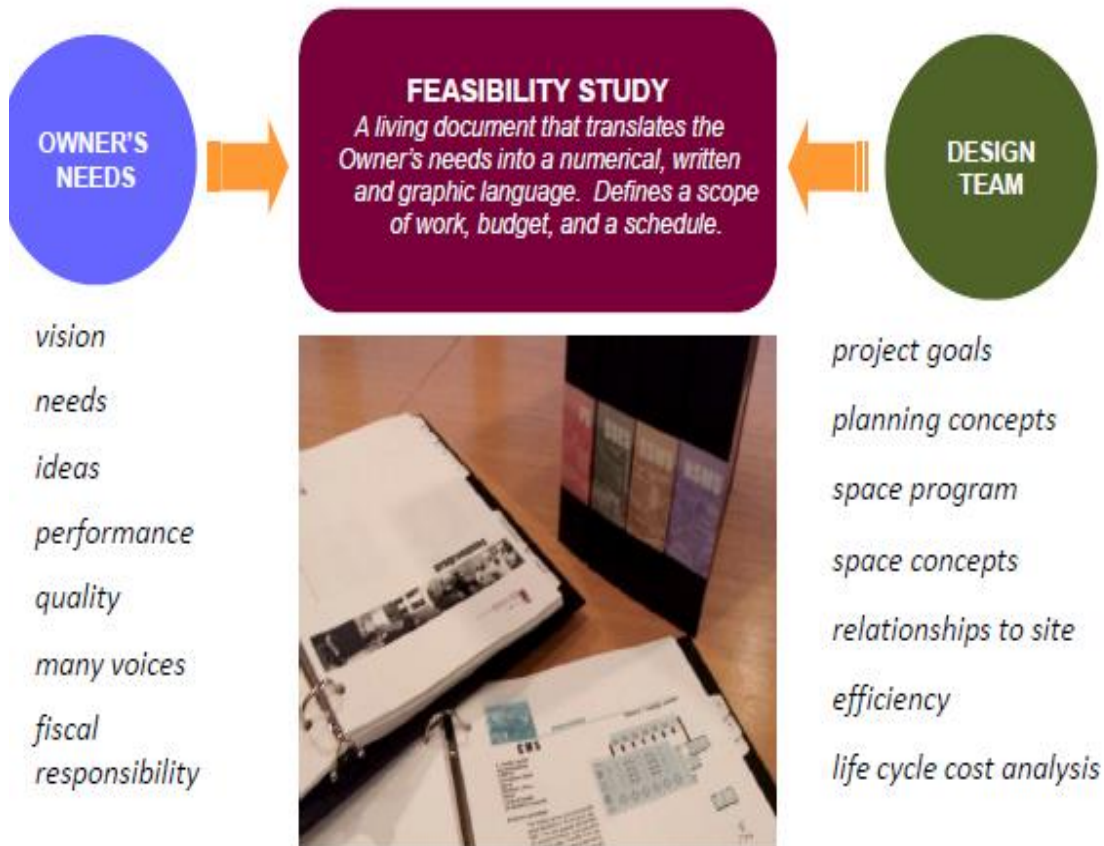 OWNER'S
NEEDS
FEASIBILITY STUDY
A living document that translates the
Owner's needs into a numerical, written
and graphic language. Defines a scope
of work, budget, and a schedule.
DESIGN
TEAM
vision
needs
ideas
performance
quality
many voices
fiscal
responsibility
programming
CMS
project goals
planning concepts
space program
space concepts
relationships to site
efficiency
life cycle cost analysis